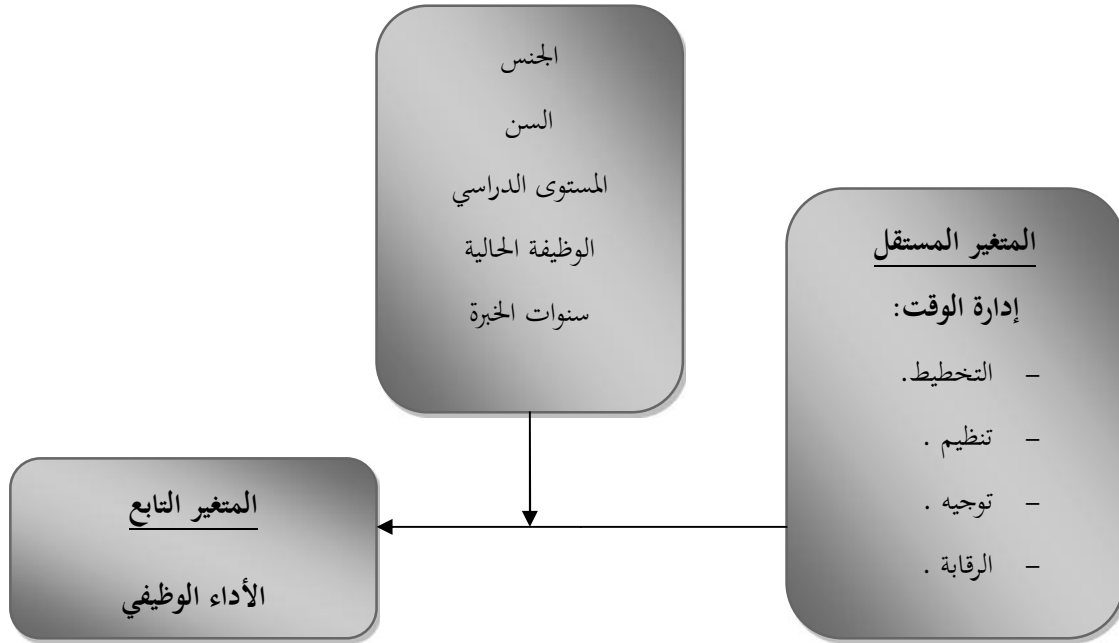 الجنس
السن
المستوى الدراسي
الوظيفة الحالية
سنوات الخبرة
المتغير المستقل
إدارة الوقت:
– التخطيط.
– تنظيم .
– توجيه .
– الرقابة .
المتغير التابع
الأداء الوظيفي